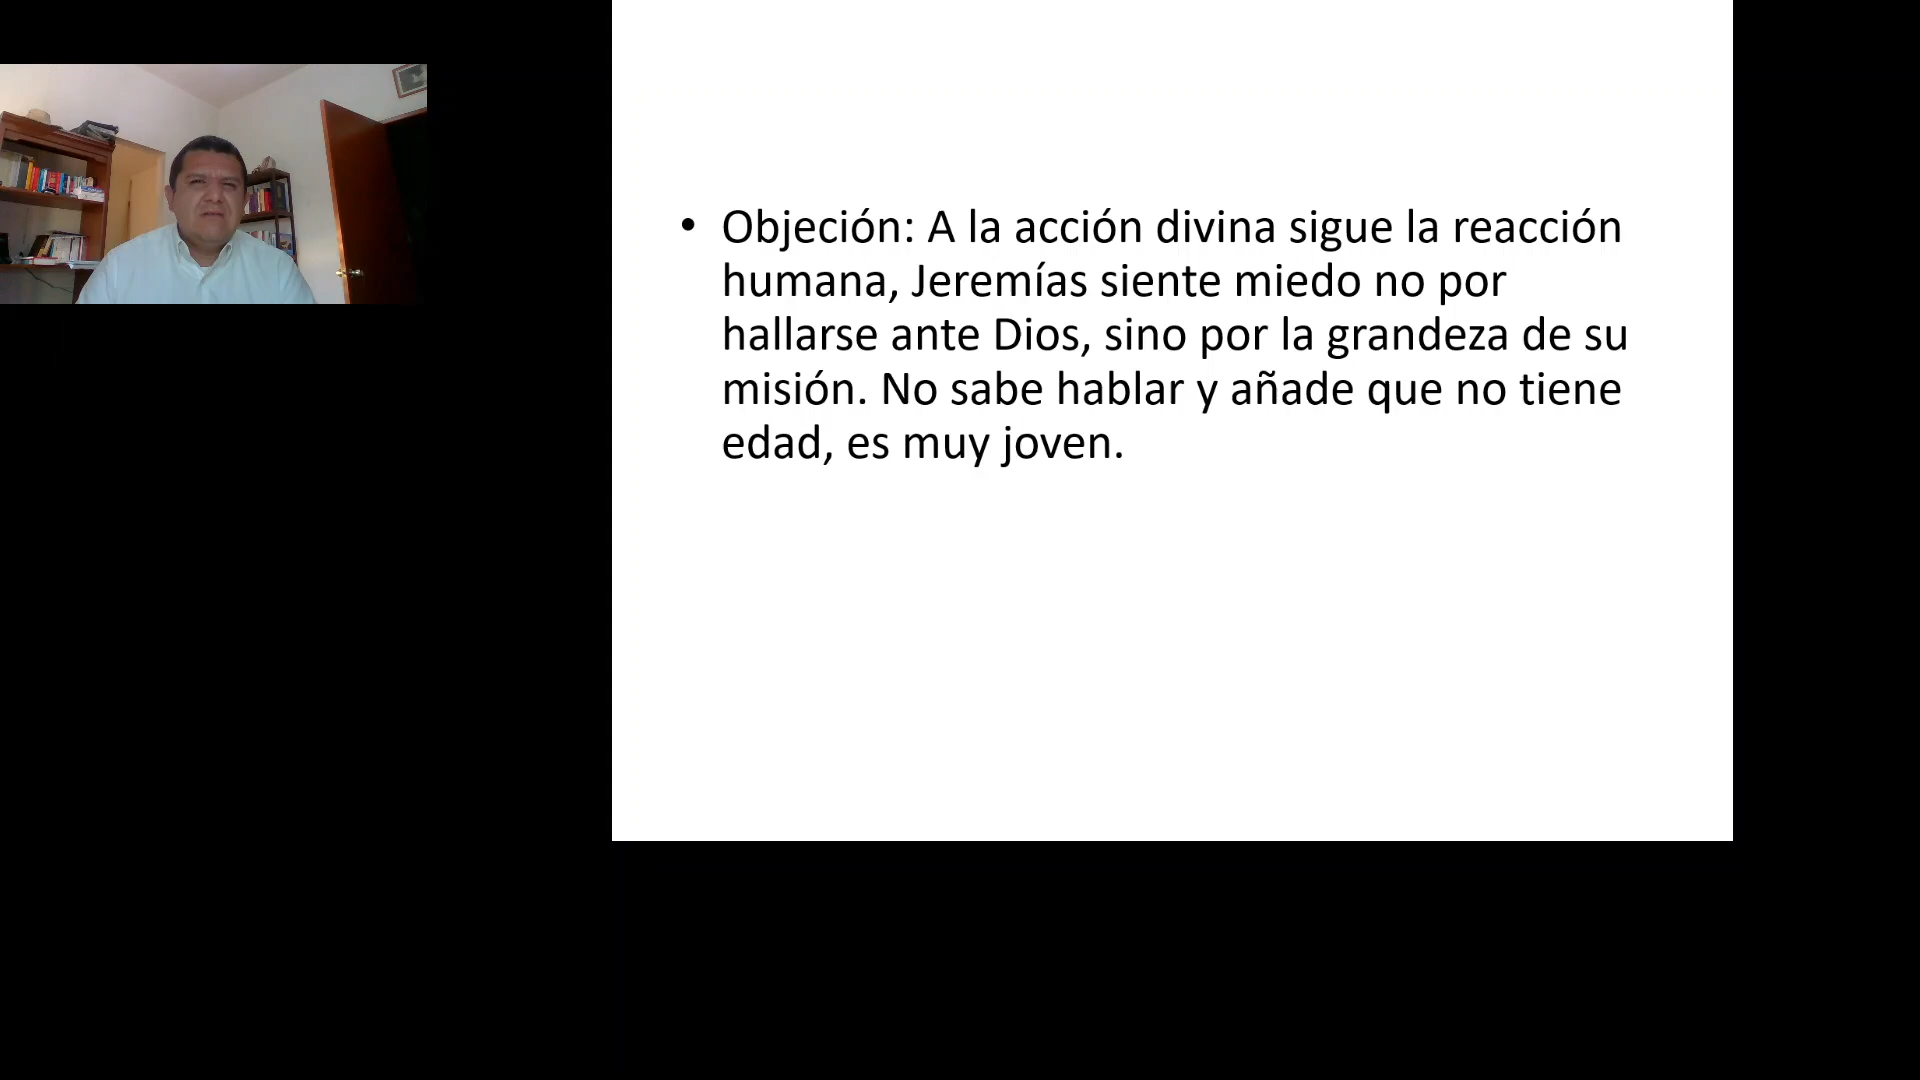 • Objeción: A la acción divina sigue la reacción
humana, Jeremías siente miedo no por
hallarse ante Dios, sino por la grandeza de su
misión. No sabe hablar y añade que no tiene
edad, es muy joven.